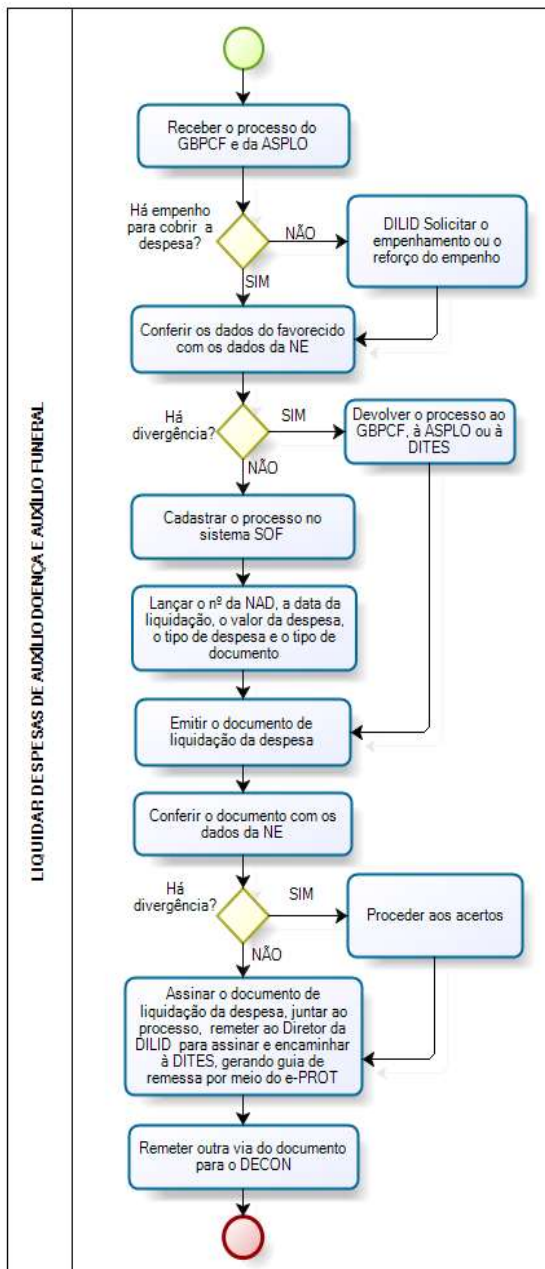 LIQUIDAR DESPESAS DE AUXÍLIO DOENÇA E AUXÍLIO FUNERAL
Receber o processo do
GBPCF e da ASPLO
Há empenho
para cobrir a
despesa?
NÃO
DILID Solicitar o
empenhamento ou o
reforço do empenho
SIM
Conferir os dados do favorecido
com os dados da NE
Há
divergência?
SIM
Devolver o processo ao
GBPCF, à ASPLO ou à
DITES
NÃO
Cadastrar o processo no
sistema SOF
Lançar o nº da NAD, a data da
liquidação, o valor da despesa,
o tipo de despesa e o tipo de
documento
Emitir o documento de
liquidação da despesa
Conferir o documento com os
dados da NE
Há
divergência?
SIM
Proceder aos acertos
NÃO
Assinar o documento de
liquidação da despesa, juntar ao
processo, remeter ao Diretor da
DILID para assinar e encaminhar
à DITES, gerando guia de
remessa por meio do e-PROT
Remeter outra via do documento
para o DECON